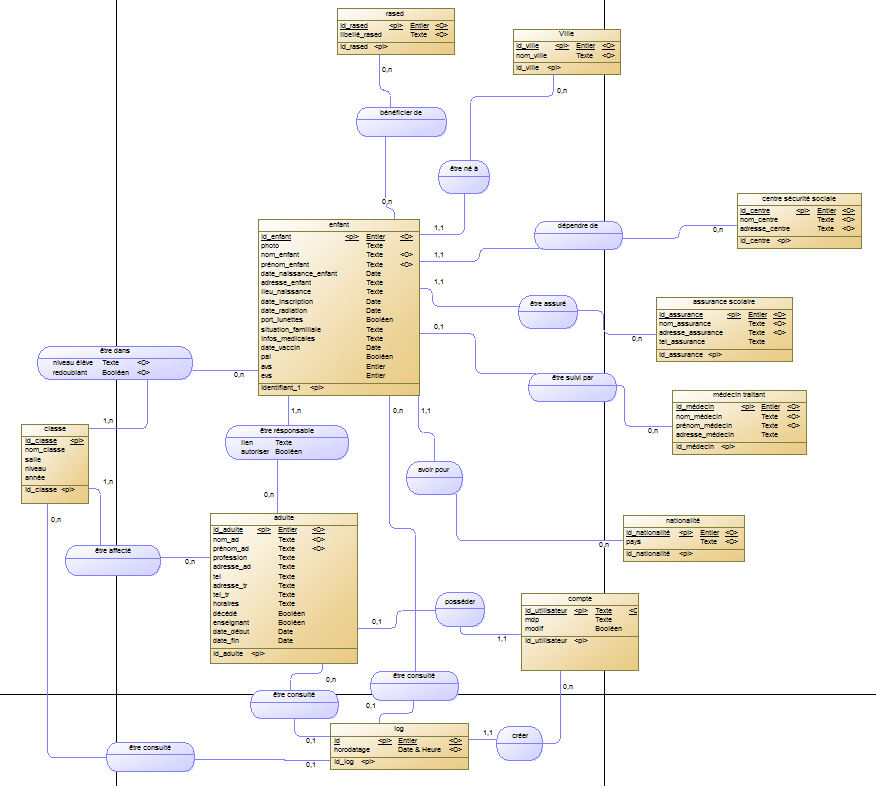 rased
id_rased <pi> Entier <O>
libellé_rased Texte <O>
id_rased <pi>
Ville
id_ville <pi> Entier <O>
nom_ville Texte <O>
id_ville <pi>
0,n
0,n
bénéficier de
être né à
0,n
1,1
centre sécurité sociale
id_centre <pi> Entier <O>
nom_centre Texte <O>
adresse_centre Texte <O>
id_centre <pi>
dépendre de
0,n
1,1
enfant
id_enfant <pi> Entier <O>
photo Texte
nom_enfant Texte <O>
prénom_enfant Texte <O>
date_naissance_enfant Date
adresse_enfant Texte
lieu_naissance Texte
date_inscription Date
date_radiation Date
port_lunettes Booléen
situation_familiale Texte
infos_medicales Texte
date_vaccin Date
pai Booléen
avs Entier
evs Entier
Identifiant_1 <pi>
1,1
être assuré
0,n
assurance scolaire
id_assurance <pi> Entier <O>
nom_assurance Texte <O>
adresse_assurance Texte <O>
tel_assurance Texte
id_assurance <pi>
0,1
être suivi par
0,n
médecin traitant
id_médecin <pi> Entier <O>
nom_médecin Texte <O>
prénom_médecin Texte <O>
adresse_médecin Texte
id_médecin <pi>
être dans
niveau élève Texte <O>
redoublant Booléen <O>
0,n
1,n
classe
id_classe <pi>
nom_classe
salle
niveau
année
id_classe <pi>
1,n
0,n
1,n
être résponsable
lien Texte
autoriser Booléen
0,n
0,n
1,1
avoir pour
0,n
nationalité
id_nationalité <pi> Entier <O>
pays Texte <O>
id_nationalité <pi>
être affecté
0,n
adulte
id_adulte <pi> Entier <O>
nom_ad Texte <O>
prénom_ad Texte <O>
profession Texte
adresse_ad Texte
tel Texte
adresse_tr Texte
tel_tr Texte
horaires Texte
décédé Booléen
enseignant Booléen
date_début Date
date_fin Date
id_adulte <pi>
0,1
posséder
1,1
compte
id_utilisateur <pi> Texte <O
mdp Texte
modif Booléen
id_utilisateur <pi>
0,n
0,n
être consulté
0,1
être consulté
0,1
log
id <pi> Entier <O>
horodatage Date & Heure <O>
id_log <pi>
1,1
créer
être consulté
0,1